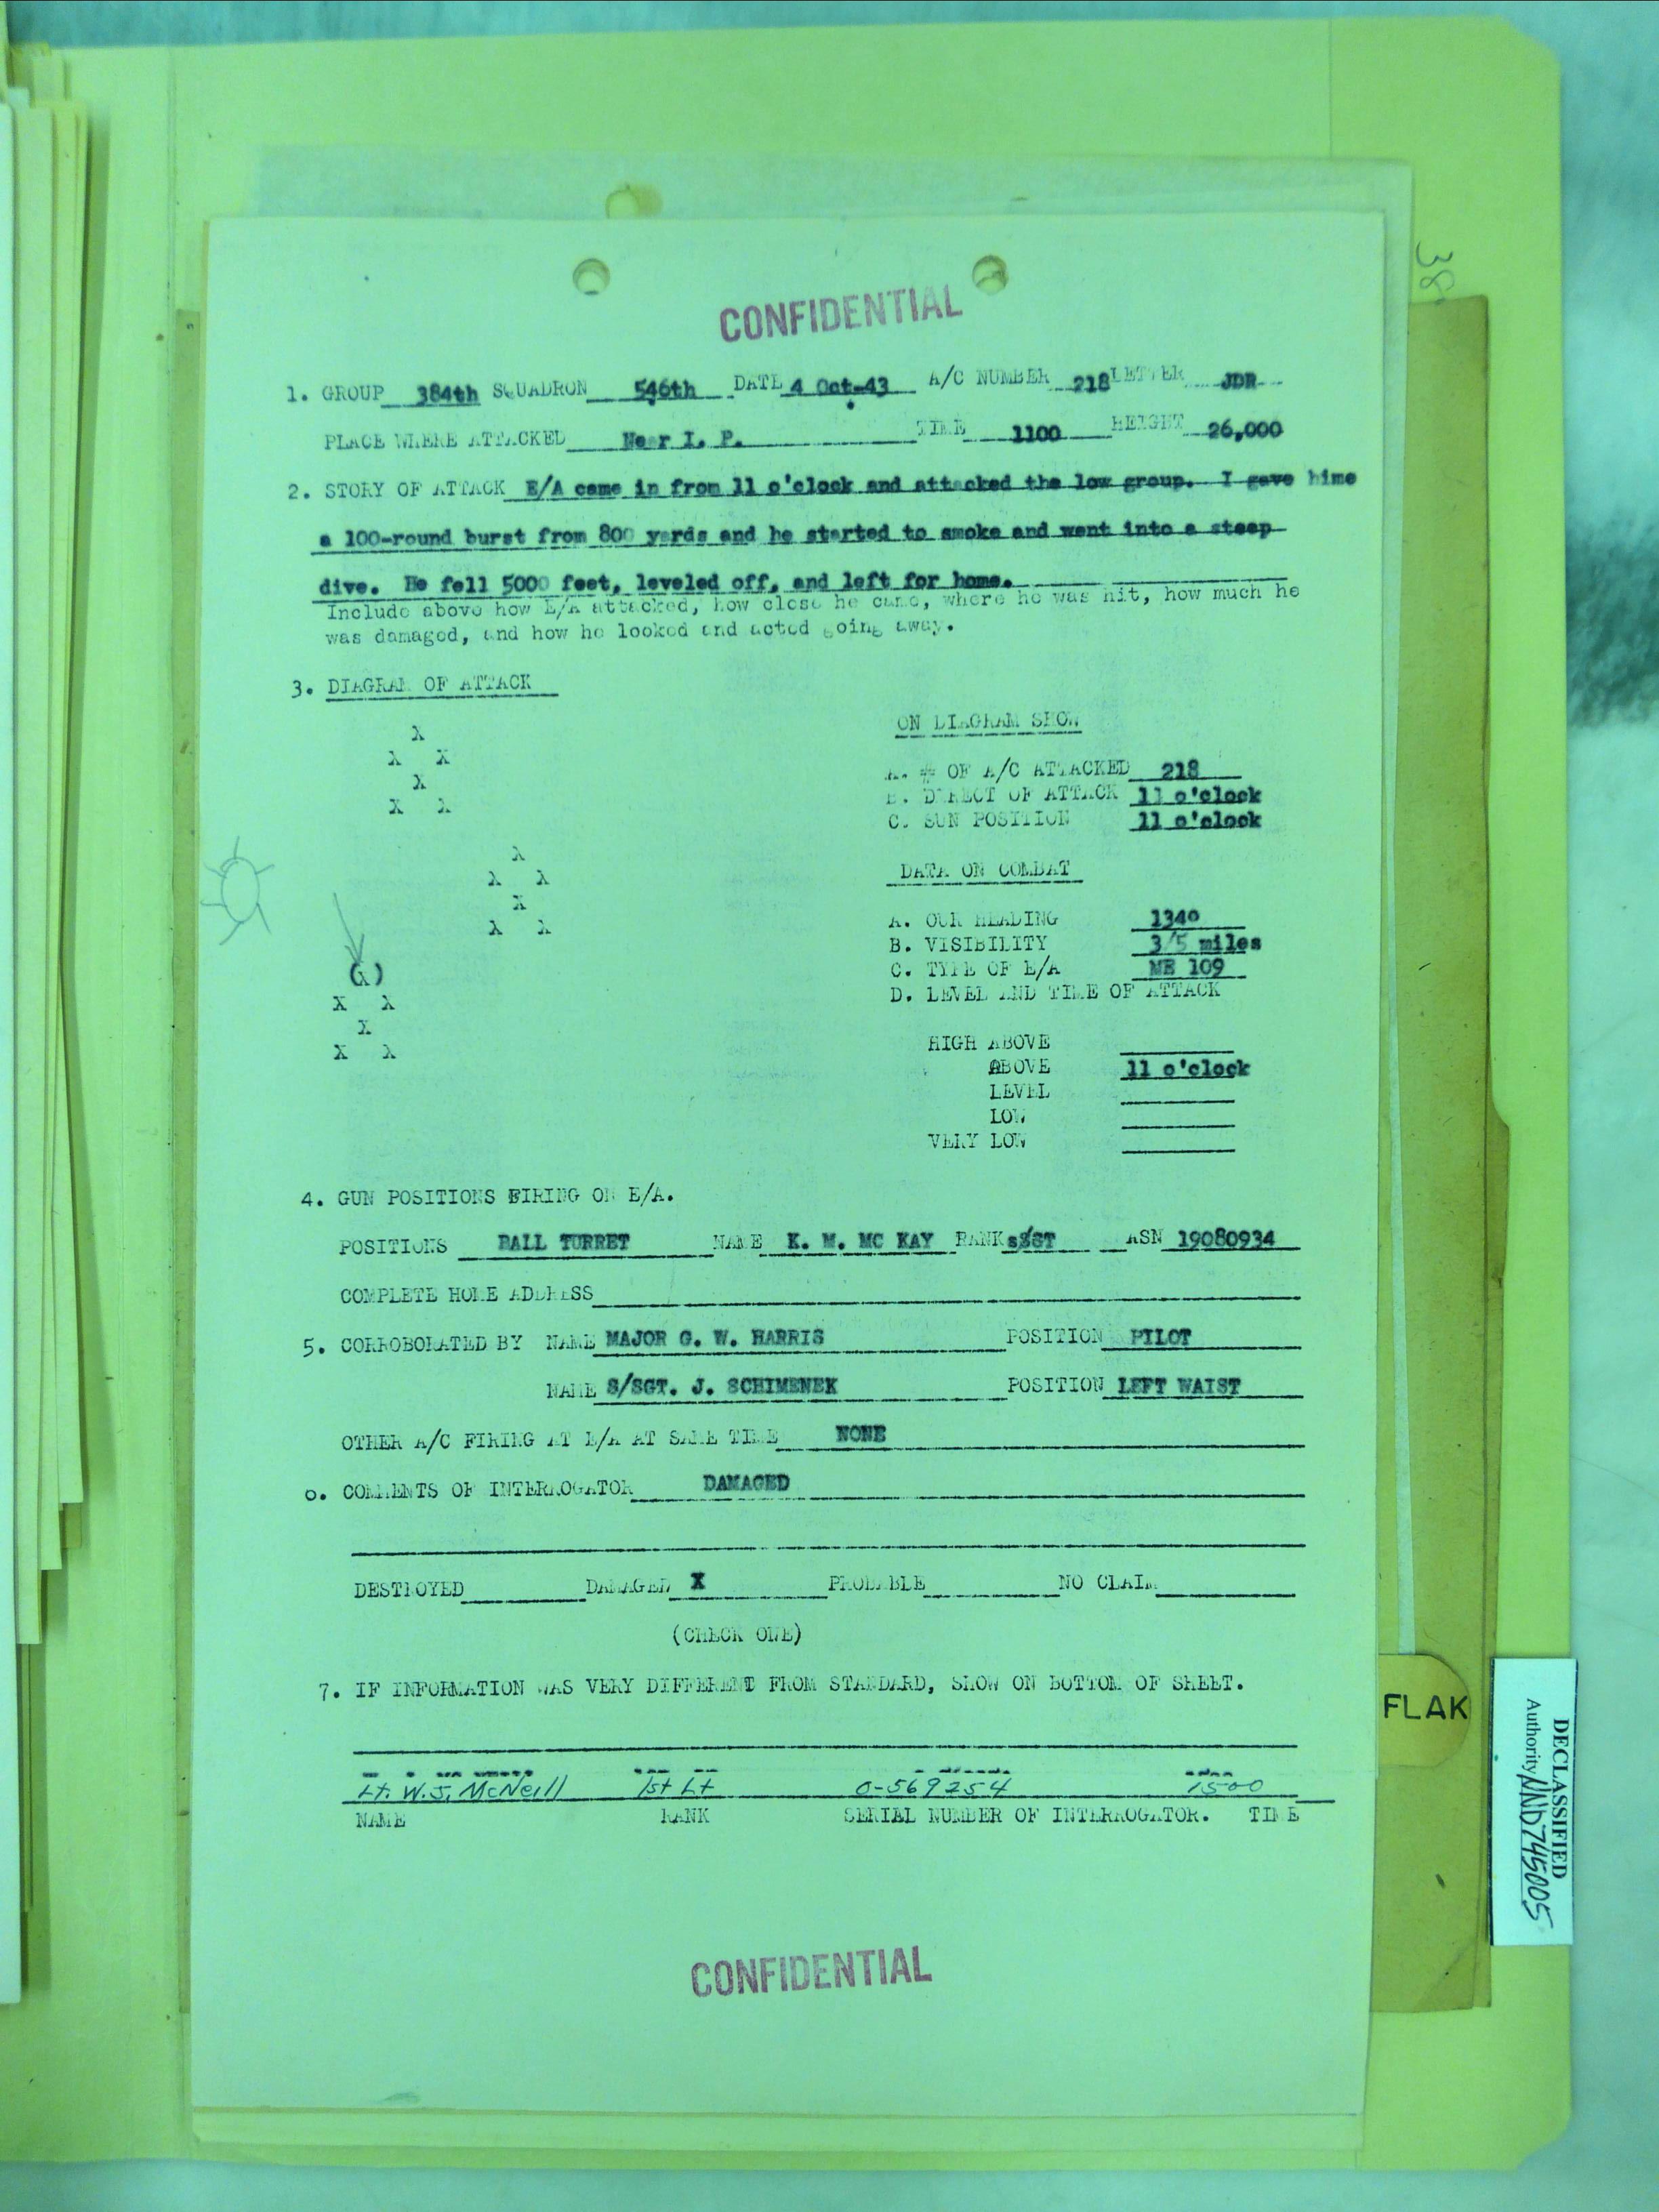 CONFIDENTIAL
1. GROUP 384th SQUADRON 546th DATE 4 Oct-43 A/C NUMBER 218 LETTER JDR
PLACE WHERE ATTACKED Near I. P. TIME 1100 HEIGHT 26,000
2. STORY OF ATTACK E/A came in from 11 o'clock and attacked the low group. I gave hime
a 100-round burst from 800 yards and he started to smoke and went into a steep
dive. He fell 5000 feet, leveled off, and left for home.
Include above how E/A attacked, how close he came, where he was hit, how much he
was damaged, and how he looked and acted going away.
3. DIAGRAM OF ATTACK
X
X X
X
X X
X
X X
X
X X
(X)
X X
X
X X
ON DIAGRAM SHOW
A. # OF A/C ATTACKED 218
B. DIRECT OF ATTACK 11 o'clock
C. SUN POSITION 11 o'clock
DATA ON COMBAT
A. OUR HEADING 134º
B. VISIBILITY 3/5 miles
C. TYPE OF E/A ME 109
D. LEVEL AND TIME OF ATTACK
HIGH ABOVE
ABOVE 11 o'clock
LEVEL
LOW
VERY LOW
4. GUN POSITIONS FIRING ON E/A.
POSITIONS BALL TURRET NAME K. M. MC KAY RANK ASN 19080934
COMPLETE HOME ADDRESS
5. CORROBORATED BY NAME MAJOR G. W. HARRIS POSITION PILOT
NAME S/SGT. J. SCHIMENEK POSITION LEFT WAIST
OTHER A/C FIRING AT E/A AT SAME TIME NONE
6. COMMENTS OF INTERROGATOR DAMAGED
DESTROYED DAMAGED X PROBABLE NO CLAIM
(CHECK ONE)
7. IF INFORMATION WAS VERY DIFFERENT FROM STANDARD, SHOW ON BOTTOM OF SHEET.
Lt. W.J. McNeill 1st Lt O-569254 1500
NAME RANK SERIAL NUMBER OF INTERROGATOR. TIME
CONFIDENTIAL
38
FLAK
DECLASSIFIED
Authority NND745005